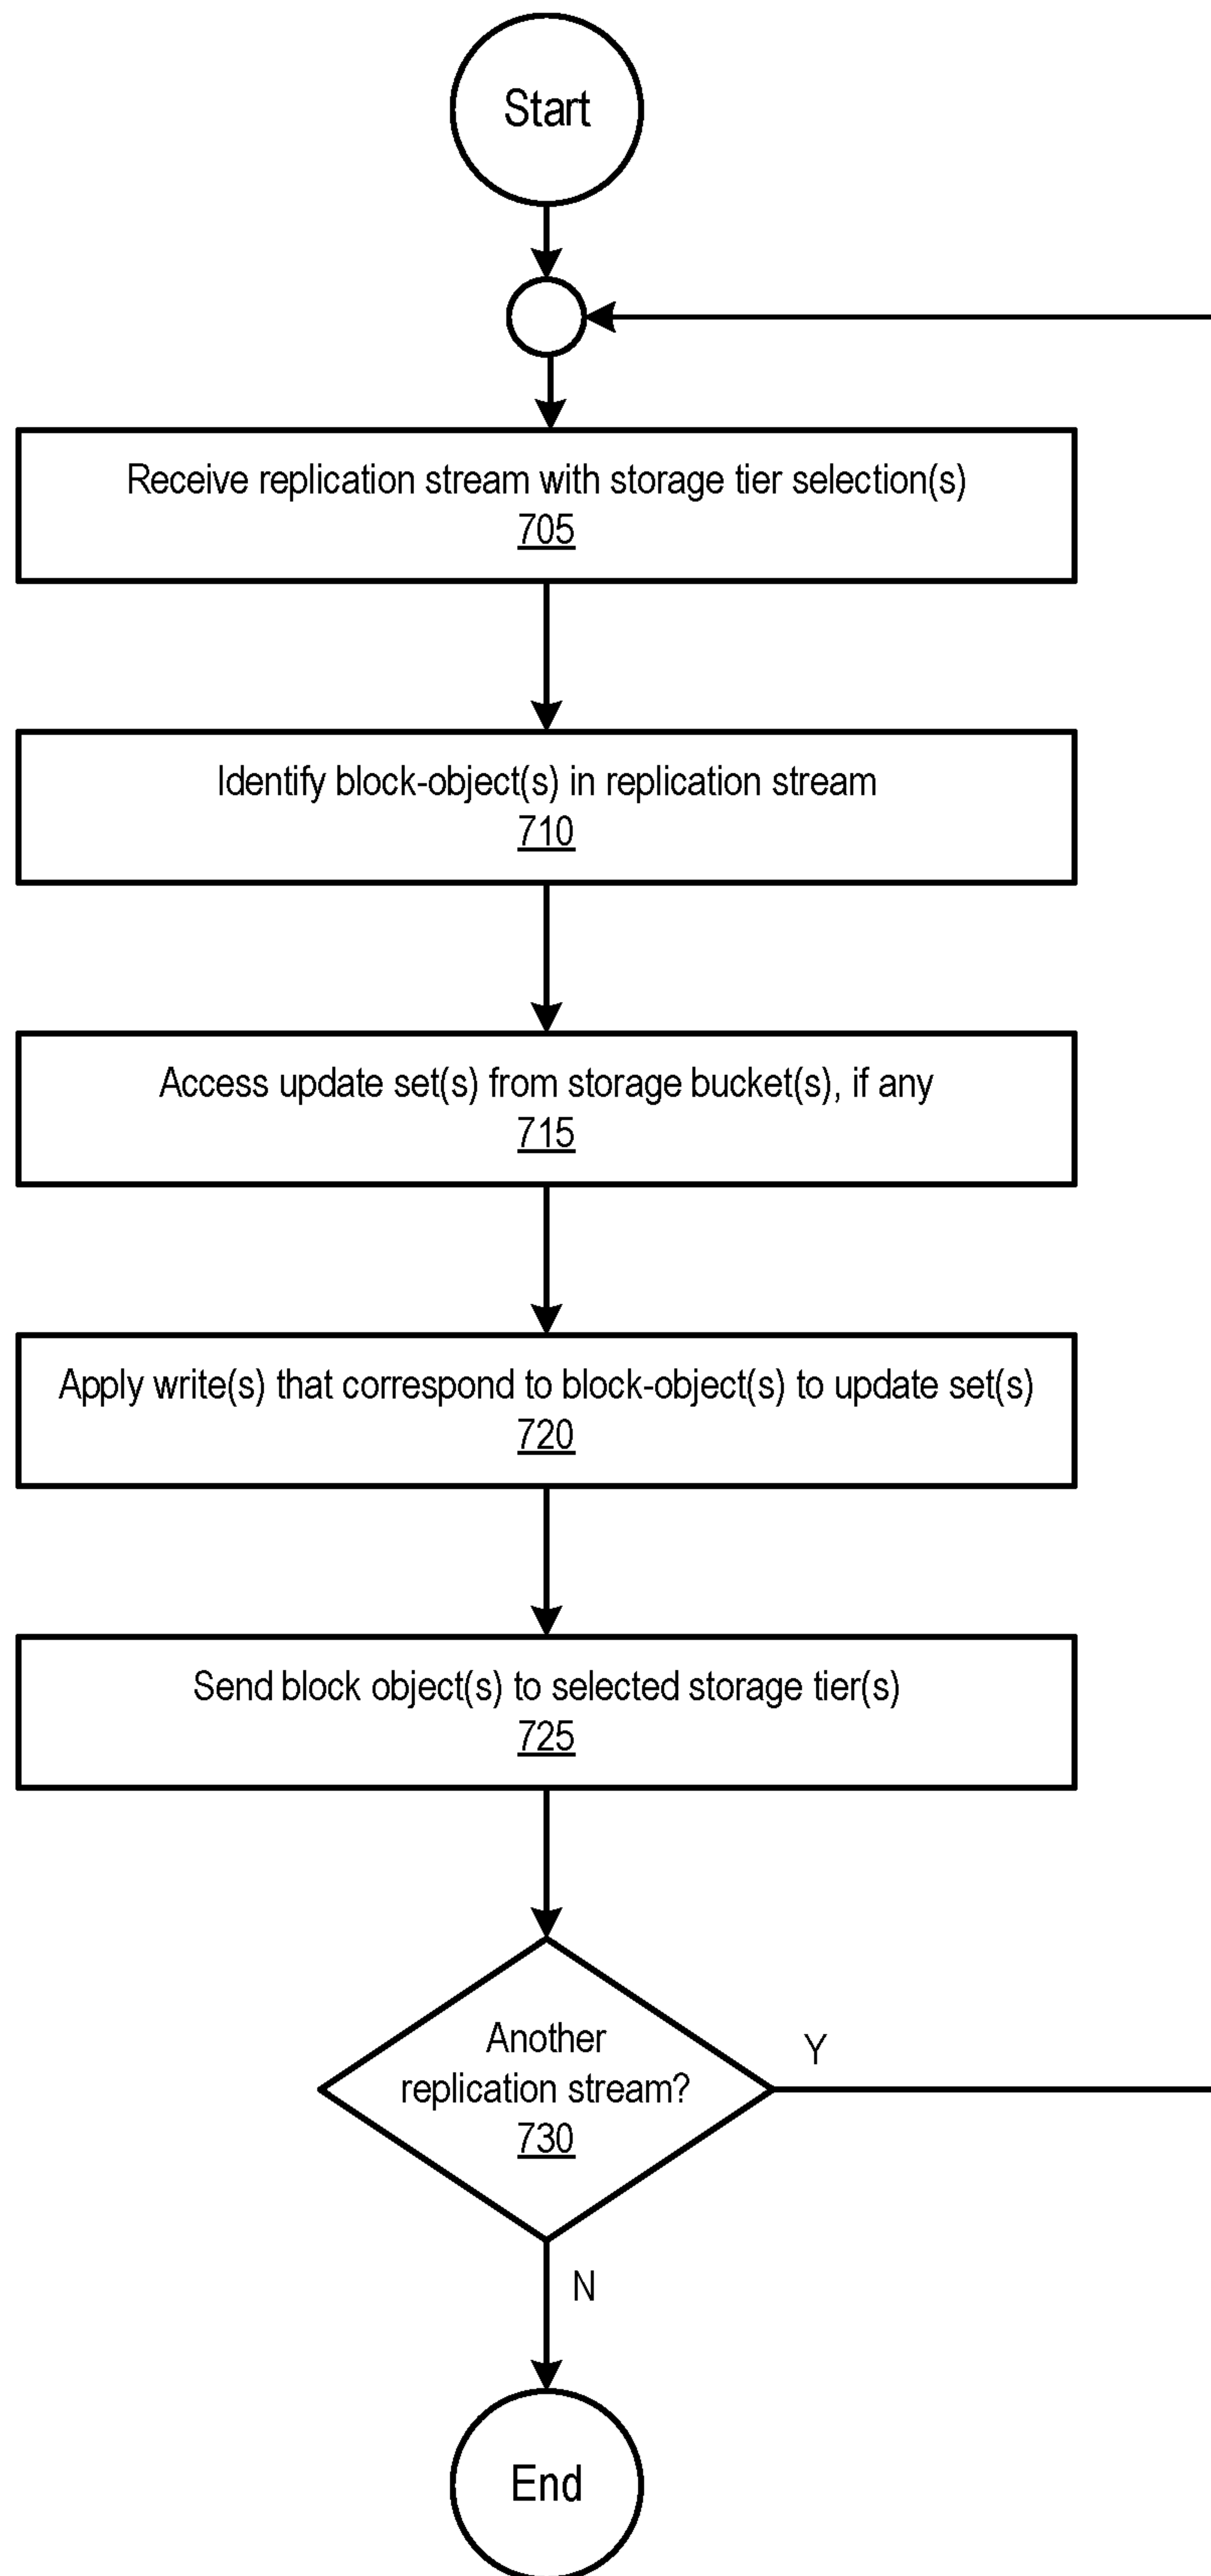 Start
Receive replication stream with storage tier selection(s)
705
Identify block-object(s) in replication stream
710
Access update set(s) from storage bucket(s), if any
715
Apply write(s) that correspond to block-object(s) to update set(s)
720
Send block object(s) to selected storage tier(s)
725
Another
replication stream?
730
Y
N
End